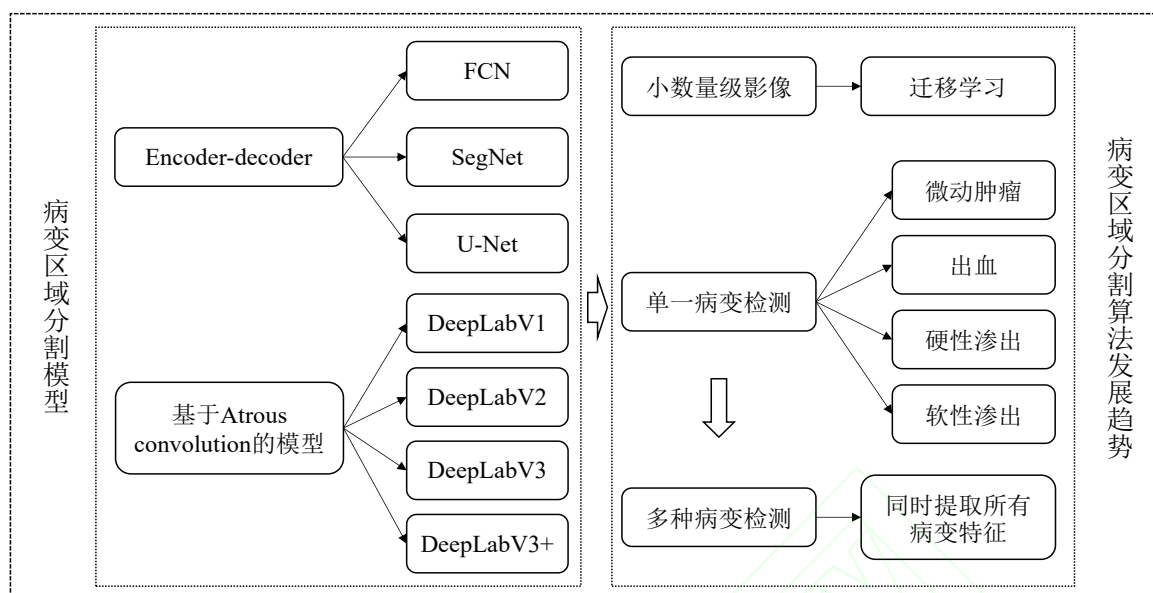 病变区域分割模型
Encoder-decoder
FCN
SegNet
U-Net
基于Atrous
convolution的模型
DeepLabV1
DeepLabV2
DeepLabV3
DeepLabV3+
小数量级影像
迁移学习
单一病变检测
微动肿瘤
出血
硬性渗出
软性渗出
多种病变检测
同时提取所有
病变特征
病变区域分割算法发展趋势